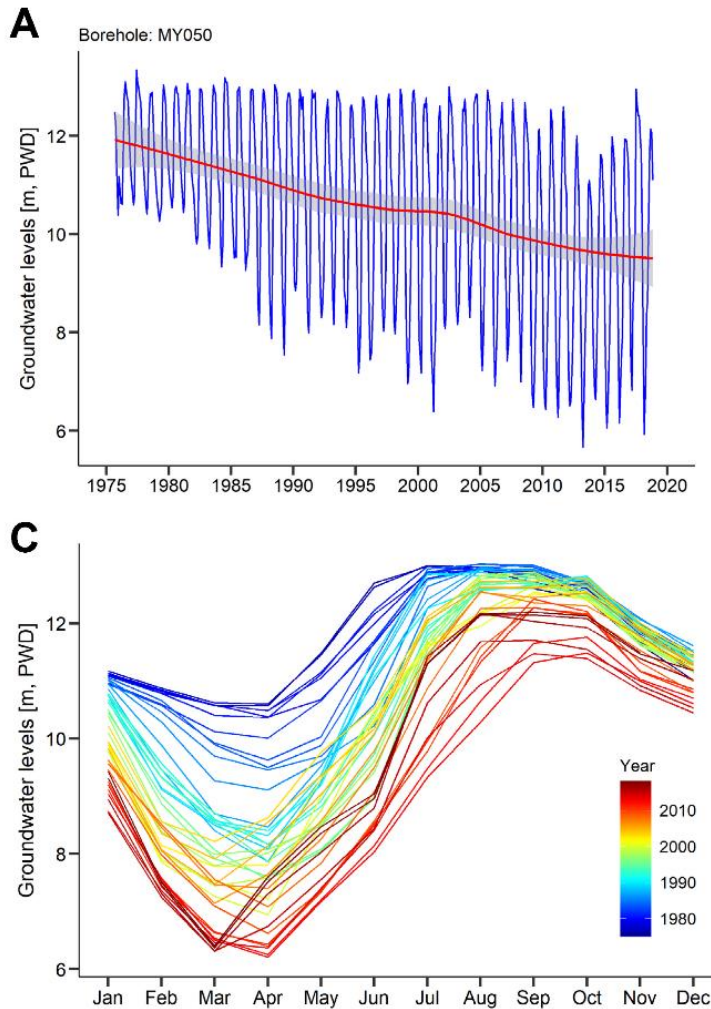 A
Borehole: MY050
Groundwater levels [m, PWD]
12
10
8
6
1975 1980 1985 1990 1995 2000 2005 2010 2015 2020
C
Groundwater levels [m, PWD]
12
10
8
6
Year
2010
2000
1990
1980
Jan Feb Mar Apr May Jun Jul Aug Sep Oct Nov Dec